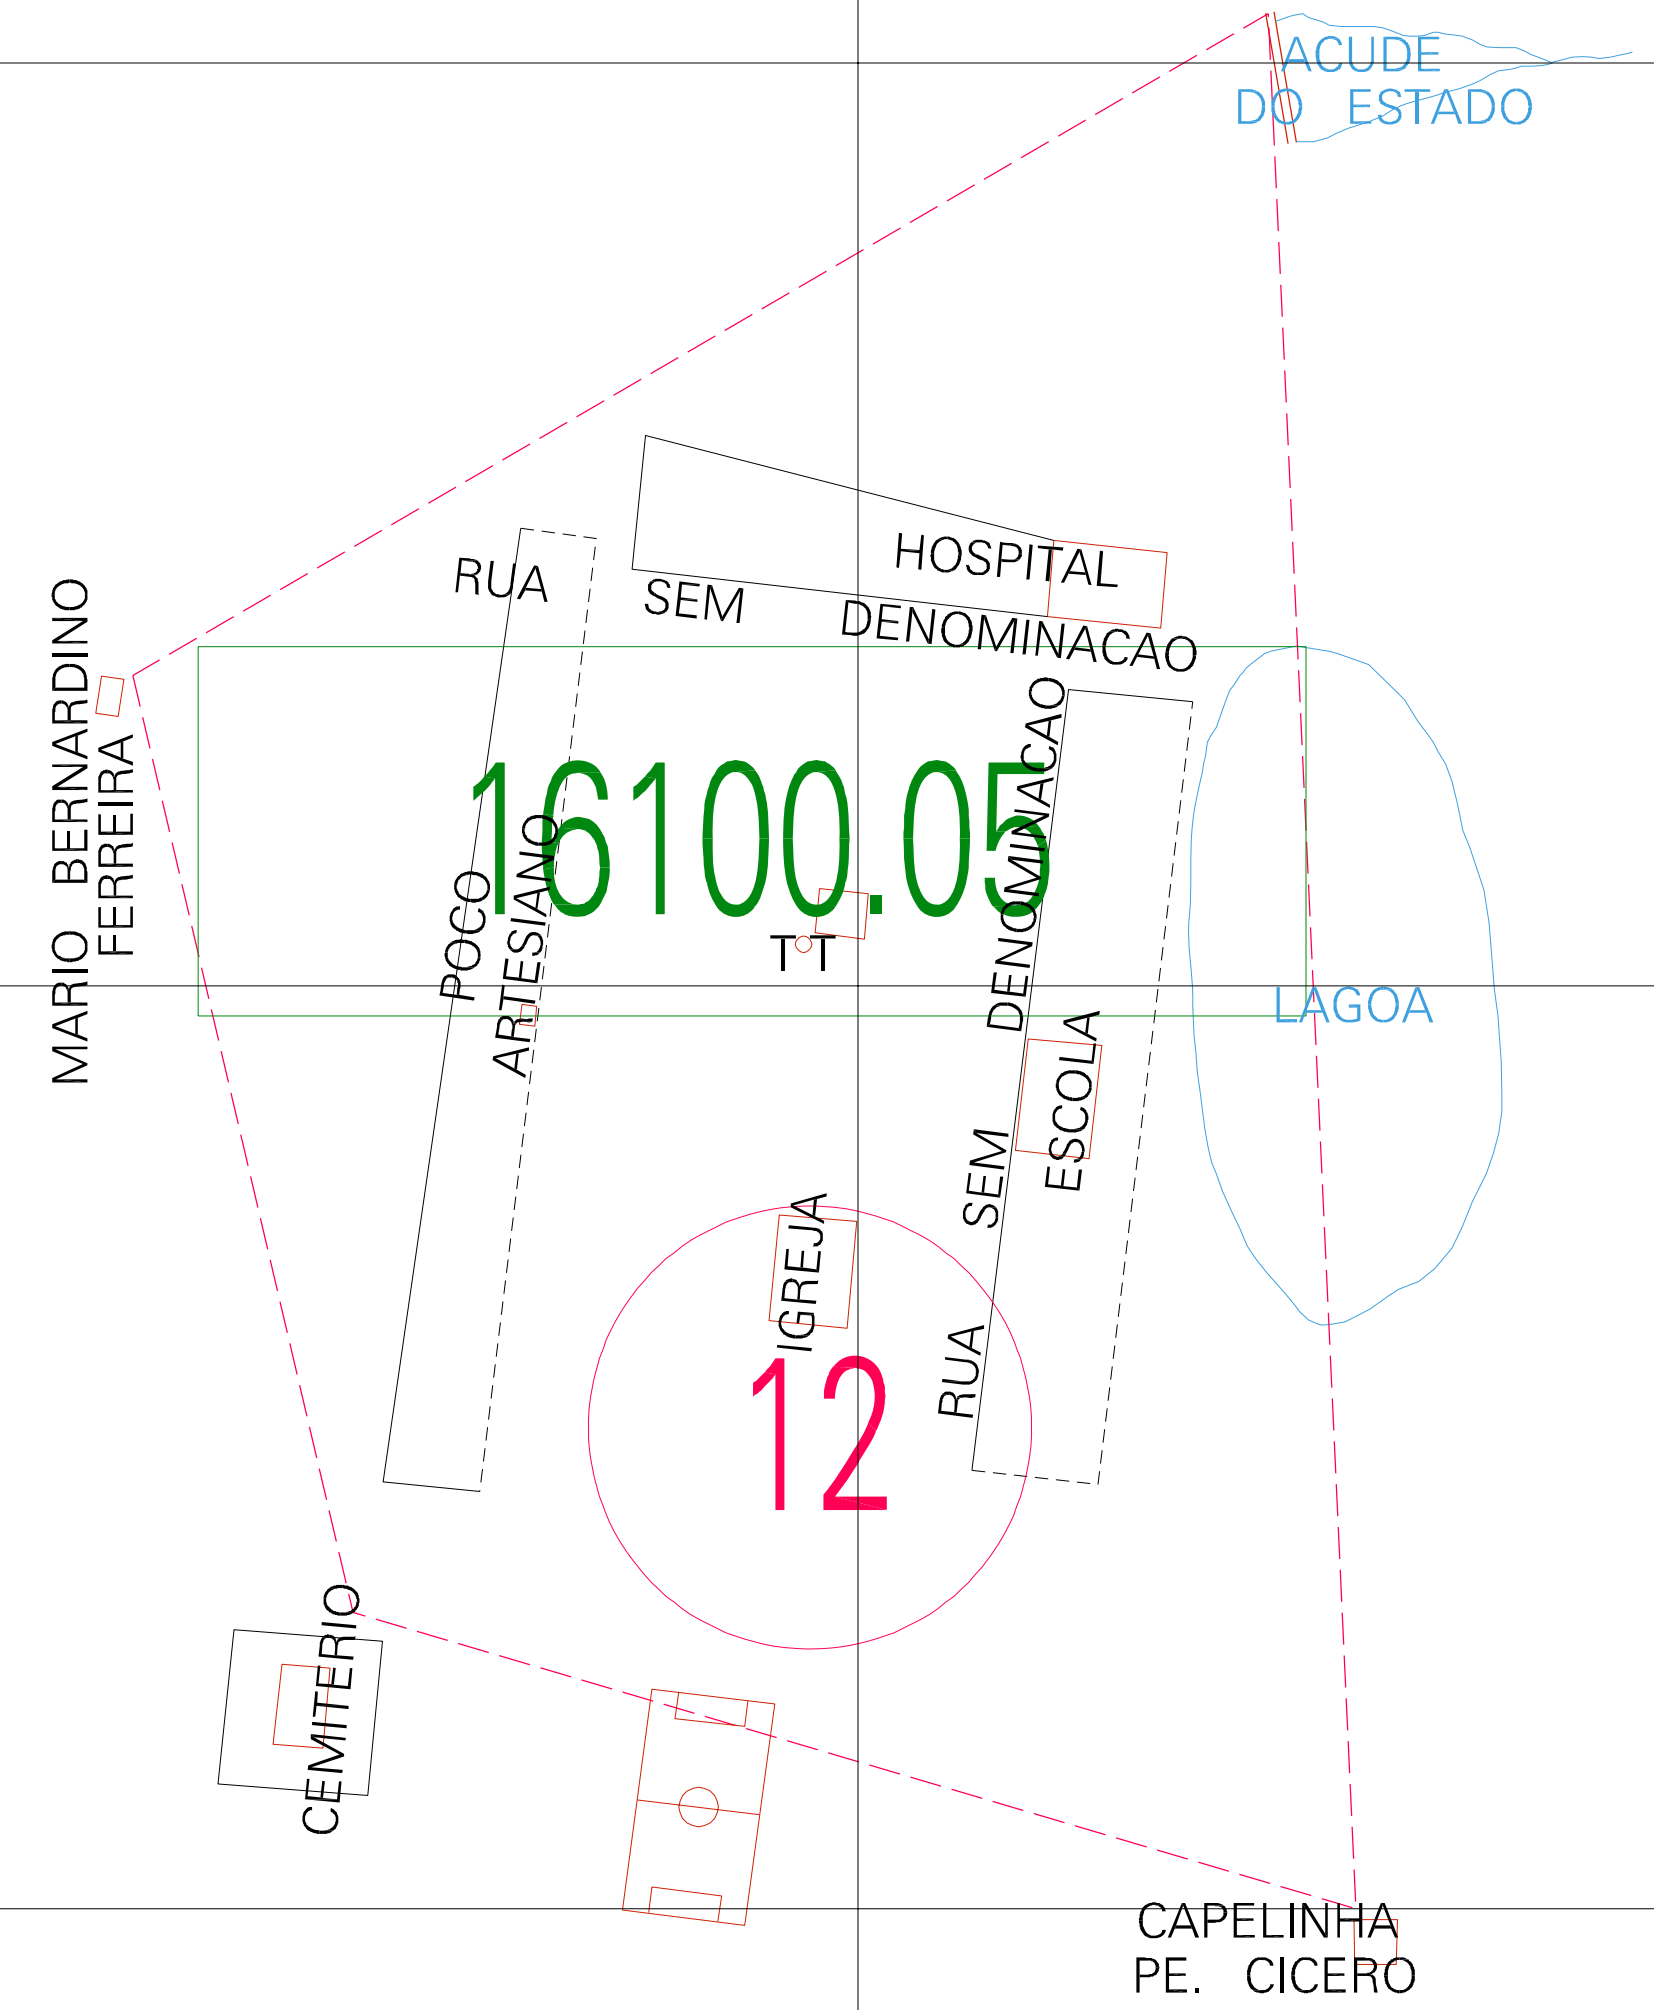 ACUDE
DO ESTADO
HOSPITAL
RUA SEM DENOMINACAO
MARIO BERNARDINO
FERREIRA
16100.05
POCO
ARTESIANO
TT
RUA SEM DENOMINACAO
LAGOA
ESCOLA
IGREJA
12
CEMITERIO
CAPELINHA
PE. CICERO